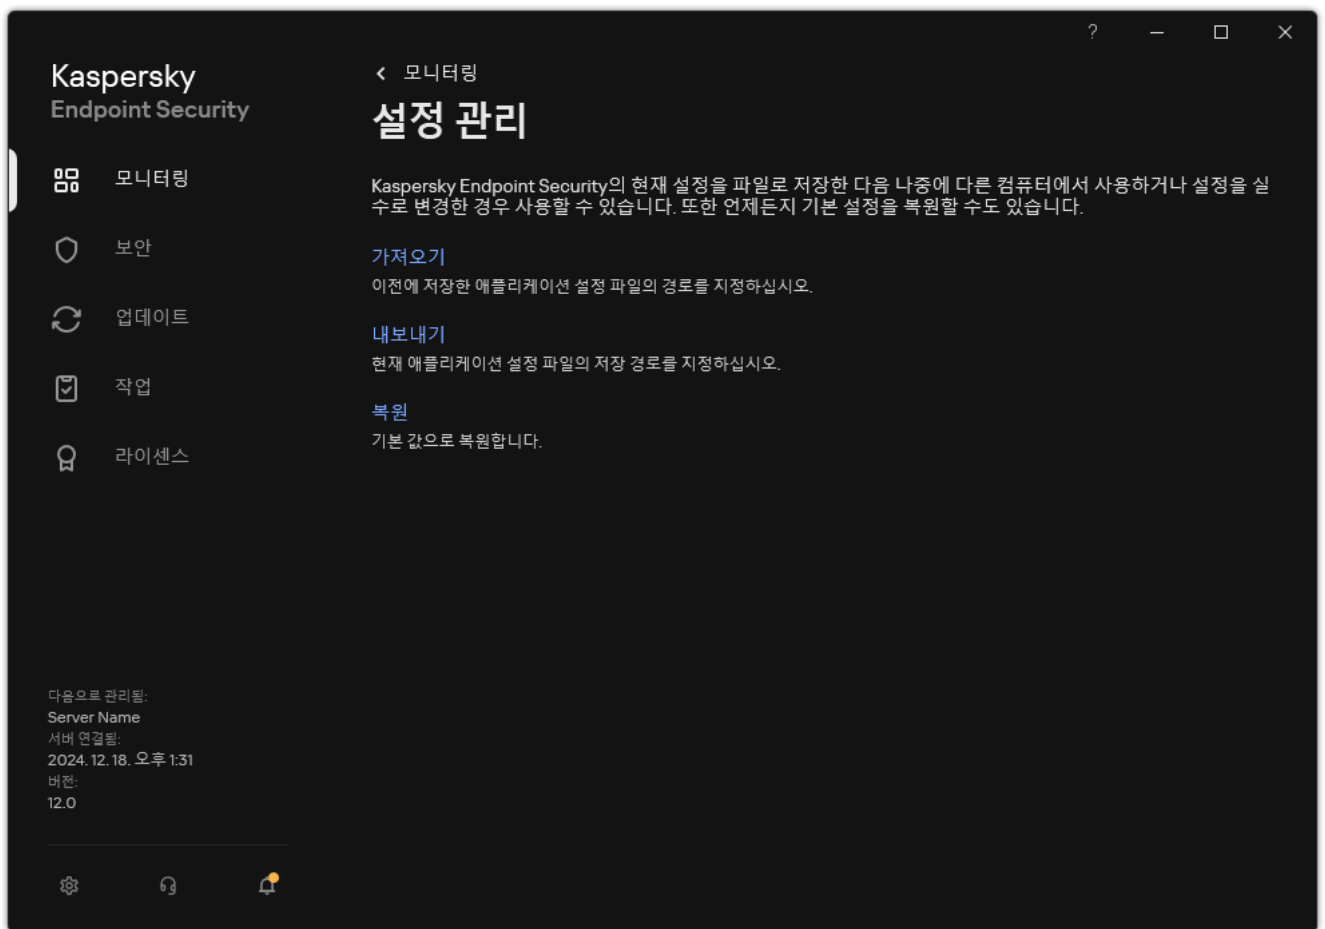 Kaspersky
Endpoint Security
모니터링
보안
업데이트
작업
라이센스
다음으로 관리됨:
Server Name
서버 연결됨:
2024. 12. 18. 오후 1:31
버전:
12.0
?
모니터링
설정 관리
Kaspersky Endpoint Security의 현재 설정을 파일로 저장한 다음 나중에 다른 컴퓨터에서 사용하거나 설정을 실
수로 변경한 경우 사용할 수 있습니다. 또한 언제든지 기본 설정을 복원할 수도 있습니다.
가져오기
이전에 저장한 애플리케이션 설정 파일의 경로를 지정하십시오.
내보내기
현재 애플리케이션 설정 파일의 저장 경로를 지정하십시오.
복원
기본 값으로 복원합니다.